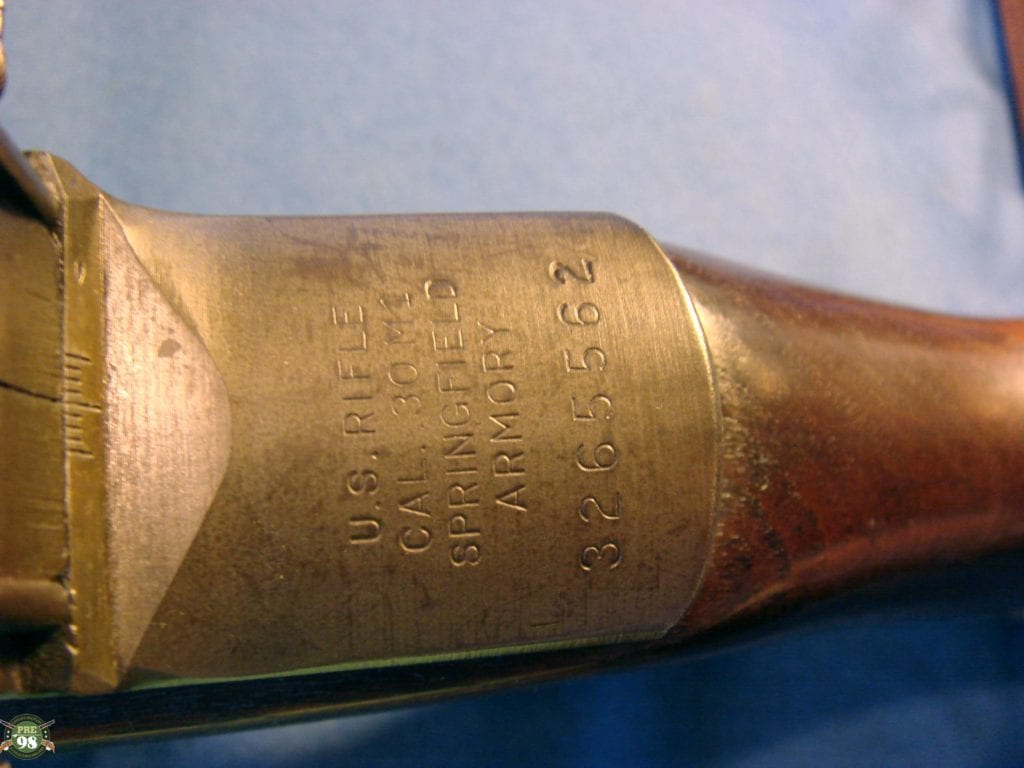 U.S. RIFLE
CAL. .30 M1
SPRINGFIELD
ARMORY
3265562
PRE
98